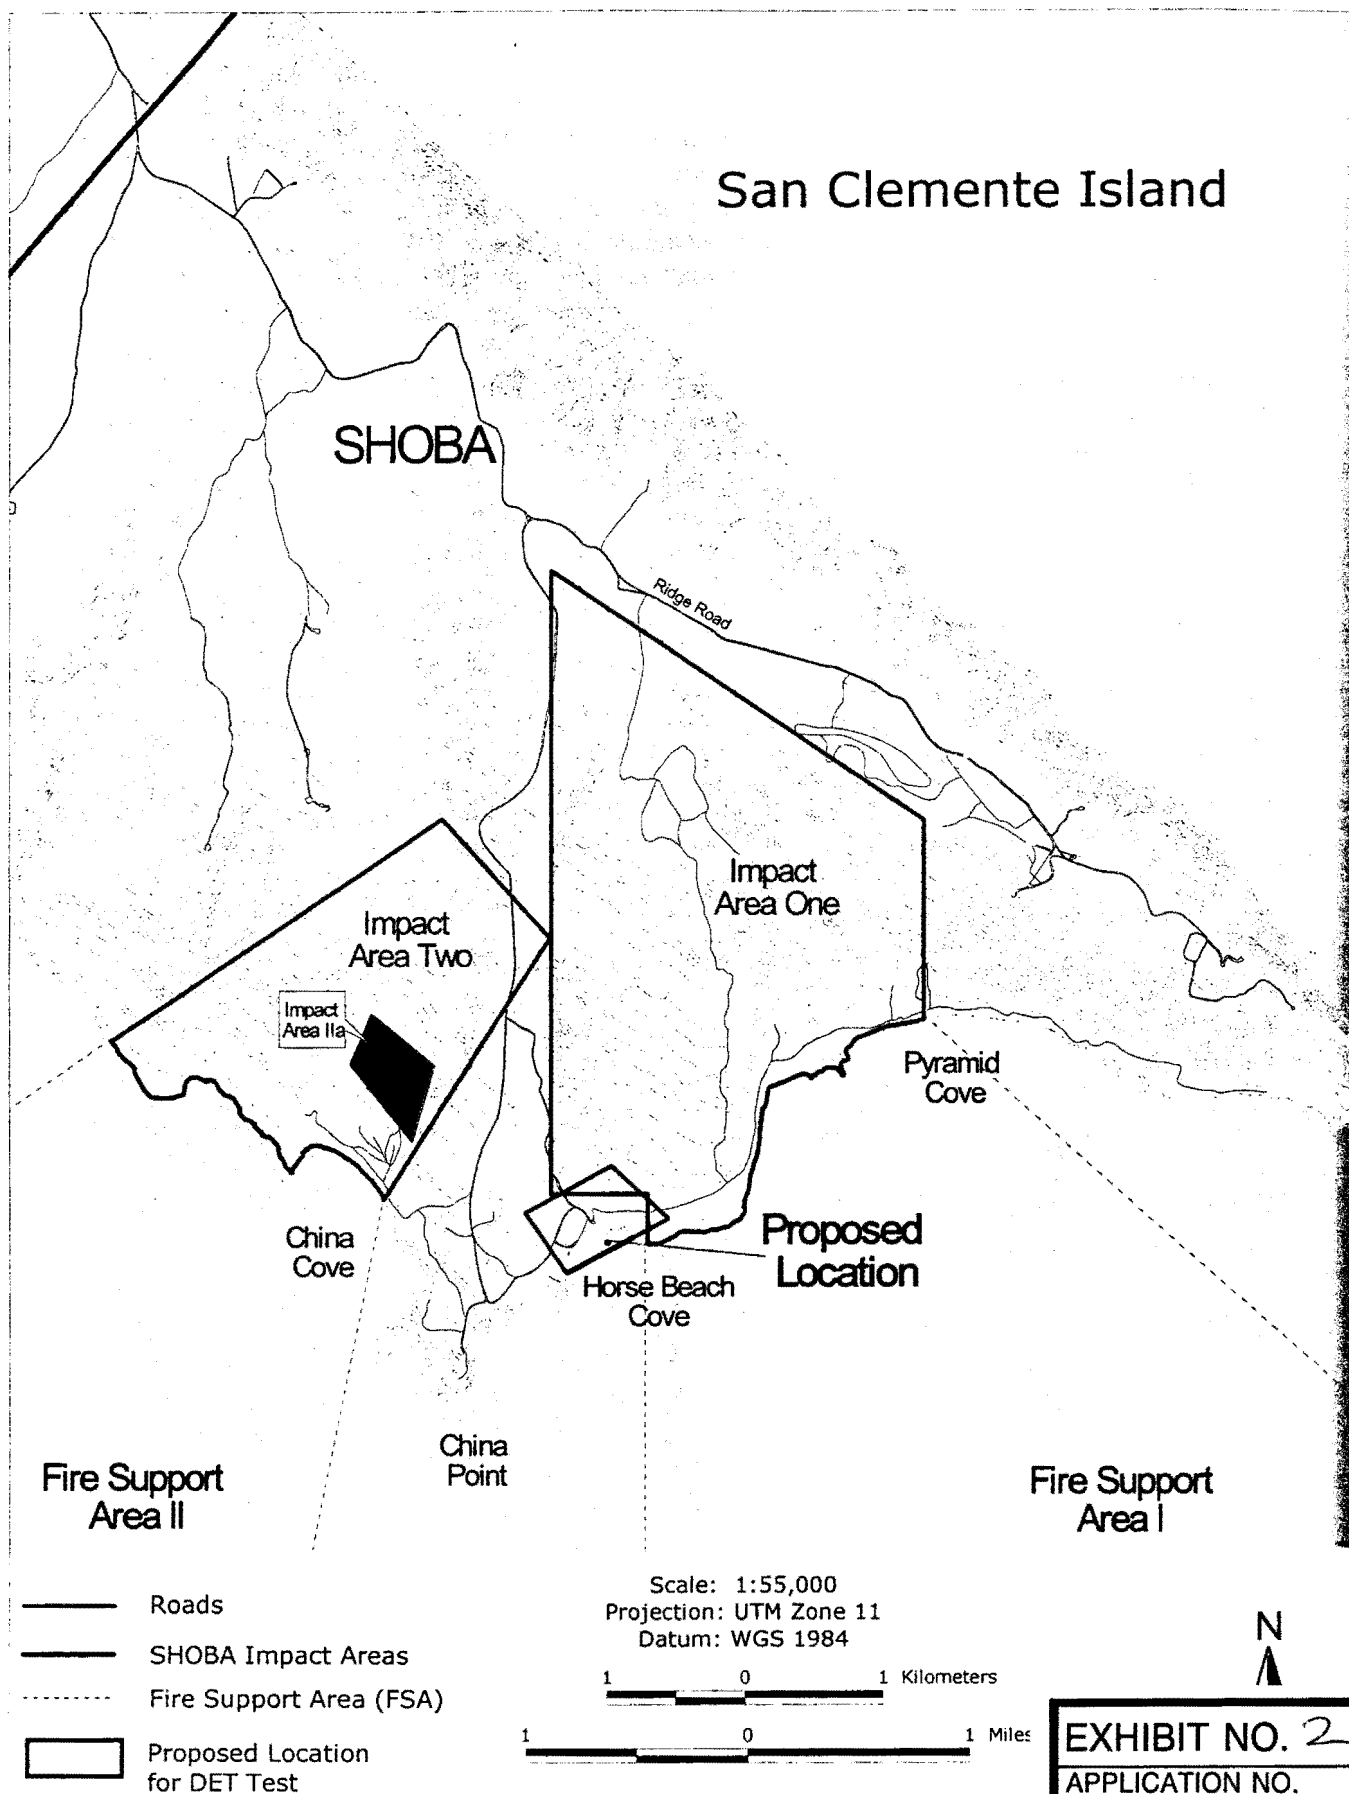 San Clemente Island
SHOBA
Ridge Road
Impact
Area One
Impact
Area Two
Impact
Area IIa
Pyramid
Cove
Proposed
Location
China
Cove
Horse Beach
Cove
China
Point
Fire Support
Area II
Fire Support
Area I
Roads
SHOBA Impact Areas
Fire Support Area (FSA)
Proposed Location
for DET Test
Scale: 1:55,000
Projection: UTM Zone 11
Datum: WGS 1984
1 0 1 Kilometers
1 0 1 Miles
N
EXHIBIT NO. 2
APPLICATION NO.